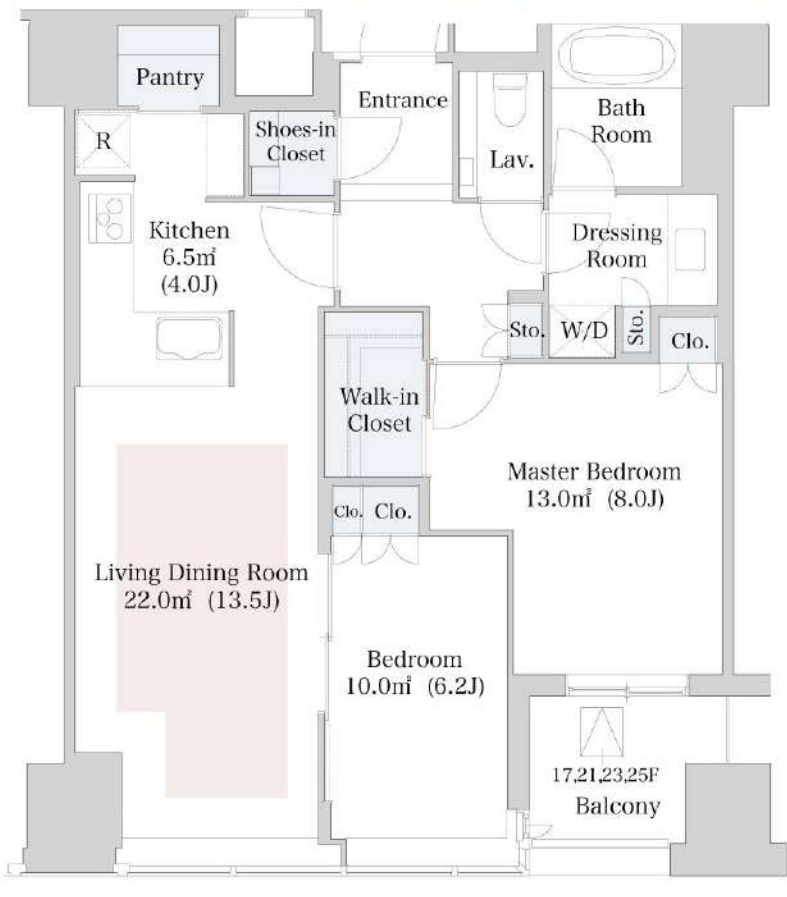 Pantry
Entrance
Bath
Room
R
Shoes-in
Closet
Lav.
Kitchen
6.5㎡
(4.0J)
Dressing
Room
Sto.
W/D
Sto.
Clo.
Walk-in
Closet
Master Bedroom
13.0㎡ (8.0J)
Clo.
Clo.
Living Dining Room
22.0㎡ (13.5J)
Bedroom
10.0㎡ (6.2J)
17,21,23,25F
Balcony